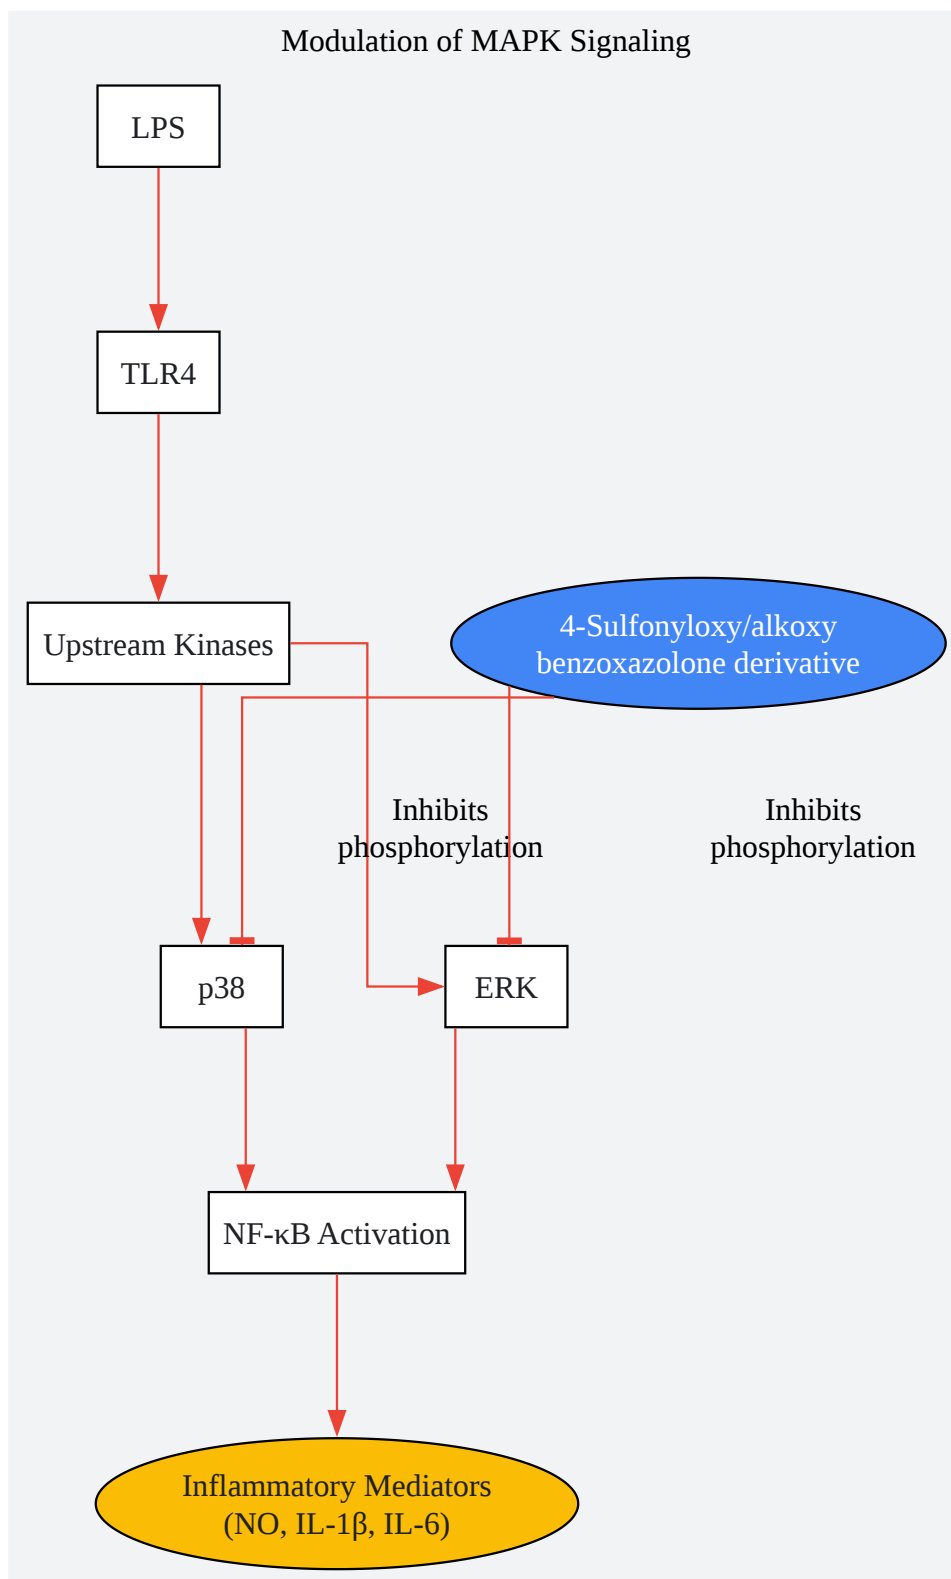 Modulation of MAPK Signaling
LPS
TLR4
Upstream Kinases
4-Sulfonyloxy/alkoxy
benzoxazolone derivative
Inhibits
phosphorylation
Inhibits
phosphorylation
p38
ERK
NF-κB Activation
Inflammatory Mediators
(NO, IL-1β, IL-6)